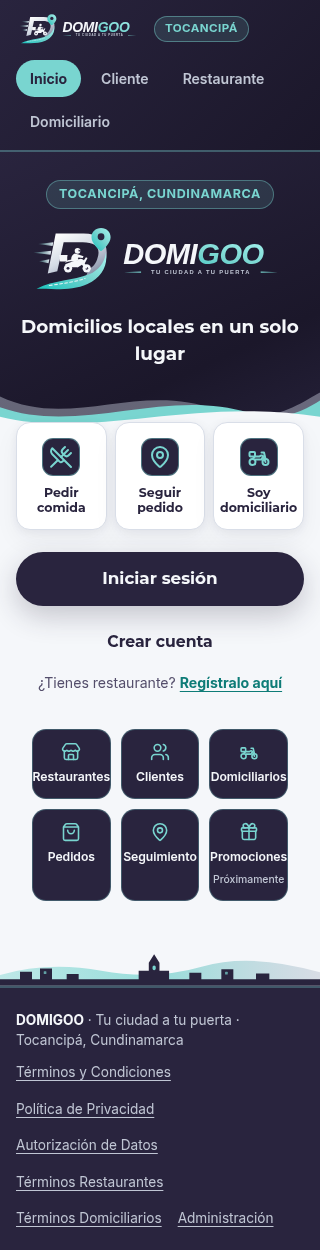 DOMIGOO
TU CIUDAD A TU PUERTA
TOCANCIPÁ
Inicio
Cliente
Restaurante
Domiciliario
TOCANCIPÁ, CUNDINAMARCA
DOMIGOO
TU CIUDAD A TU PUERTA
Domicilios locales en un solo
lugar
Pedir
comida
Seguir
pedido
Soy
domiciliario
Iniciar sesión
Crear cuenta
¿Tienes restaurante? Regístralo aquí
Restaurantes
Clientes
Domiciliarios
Pedidos
Seguimiento
Promociones
Próximamente
DOMIGOO · Tu ciudad a tu puerta ·
Tocancipá, Cundinamarca
Términos y Condiciones
Política de Privacidad
Autorización de Datos
Términos Restaurantes
Términos Domiciliarios
Administración